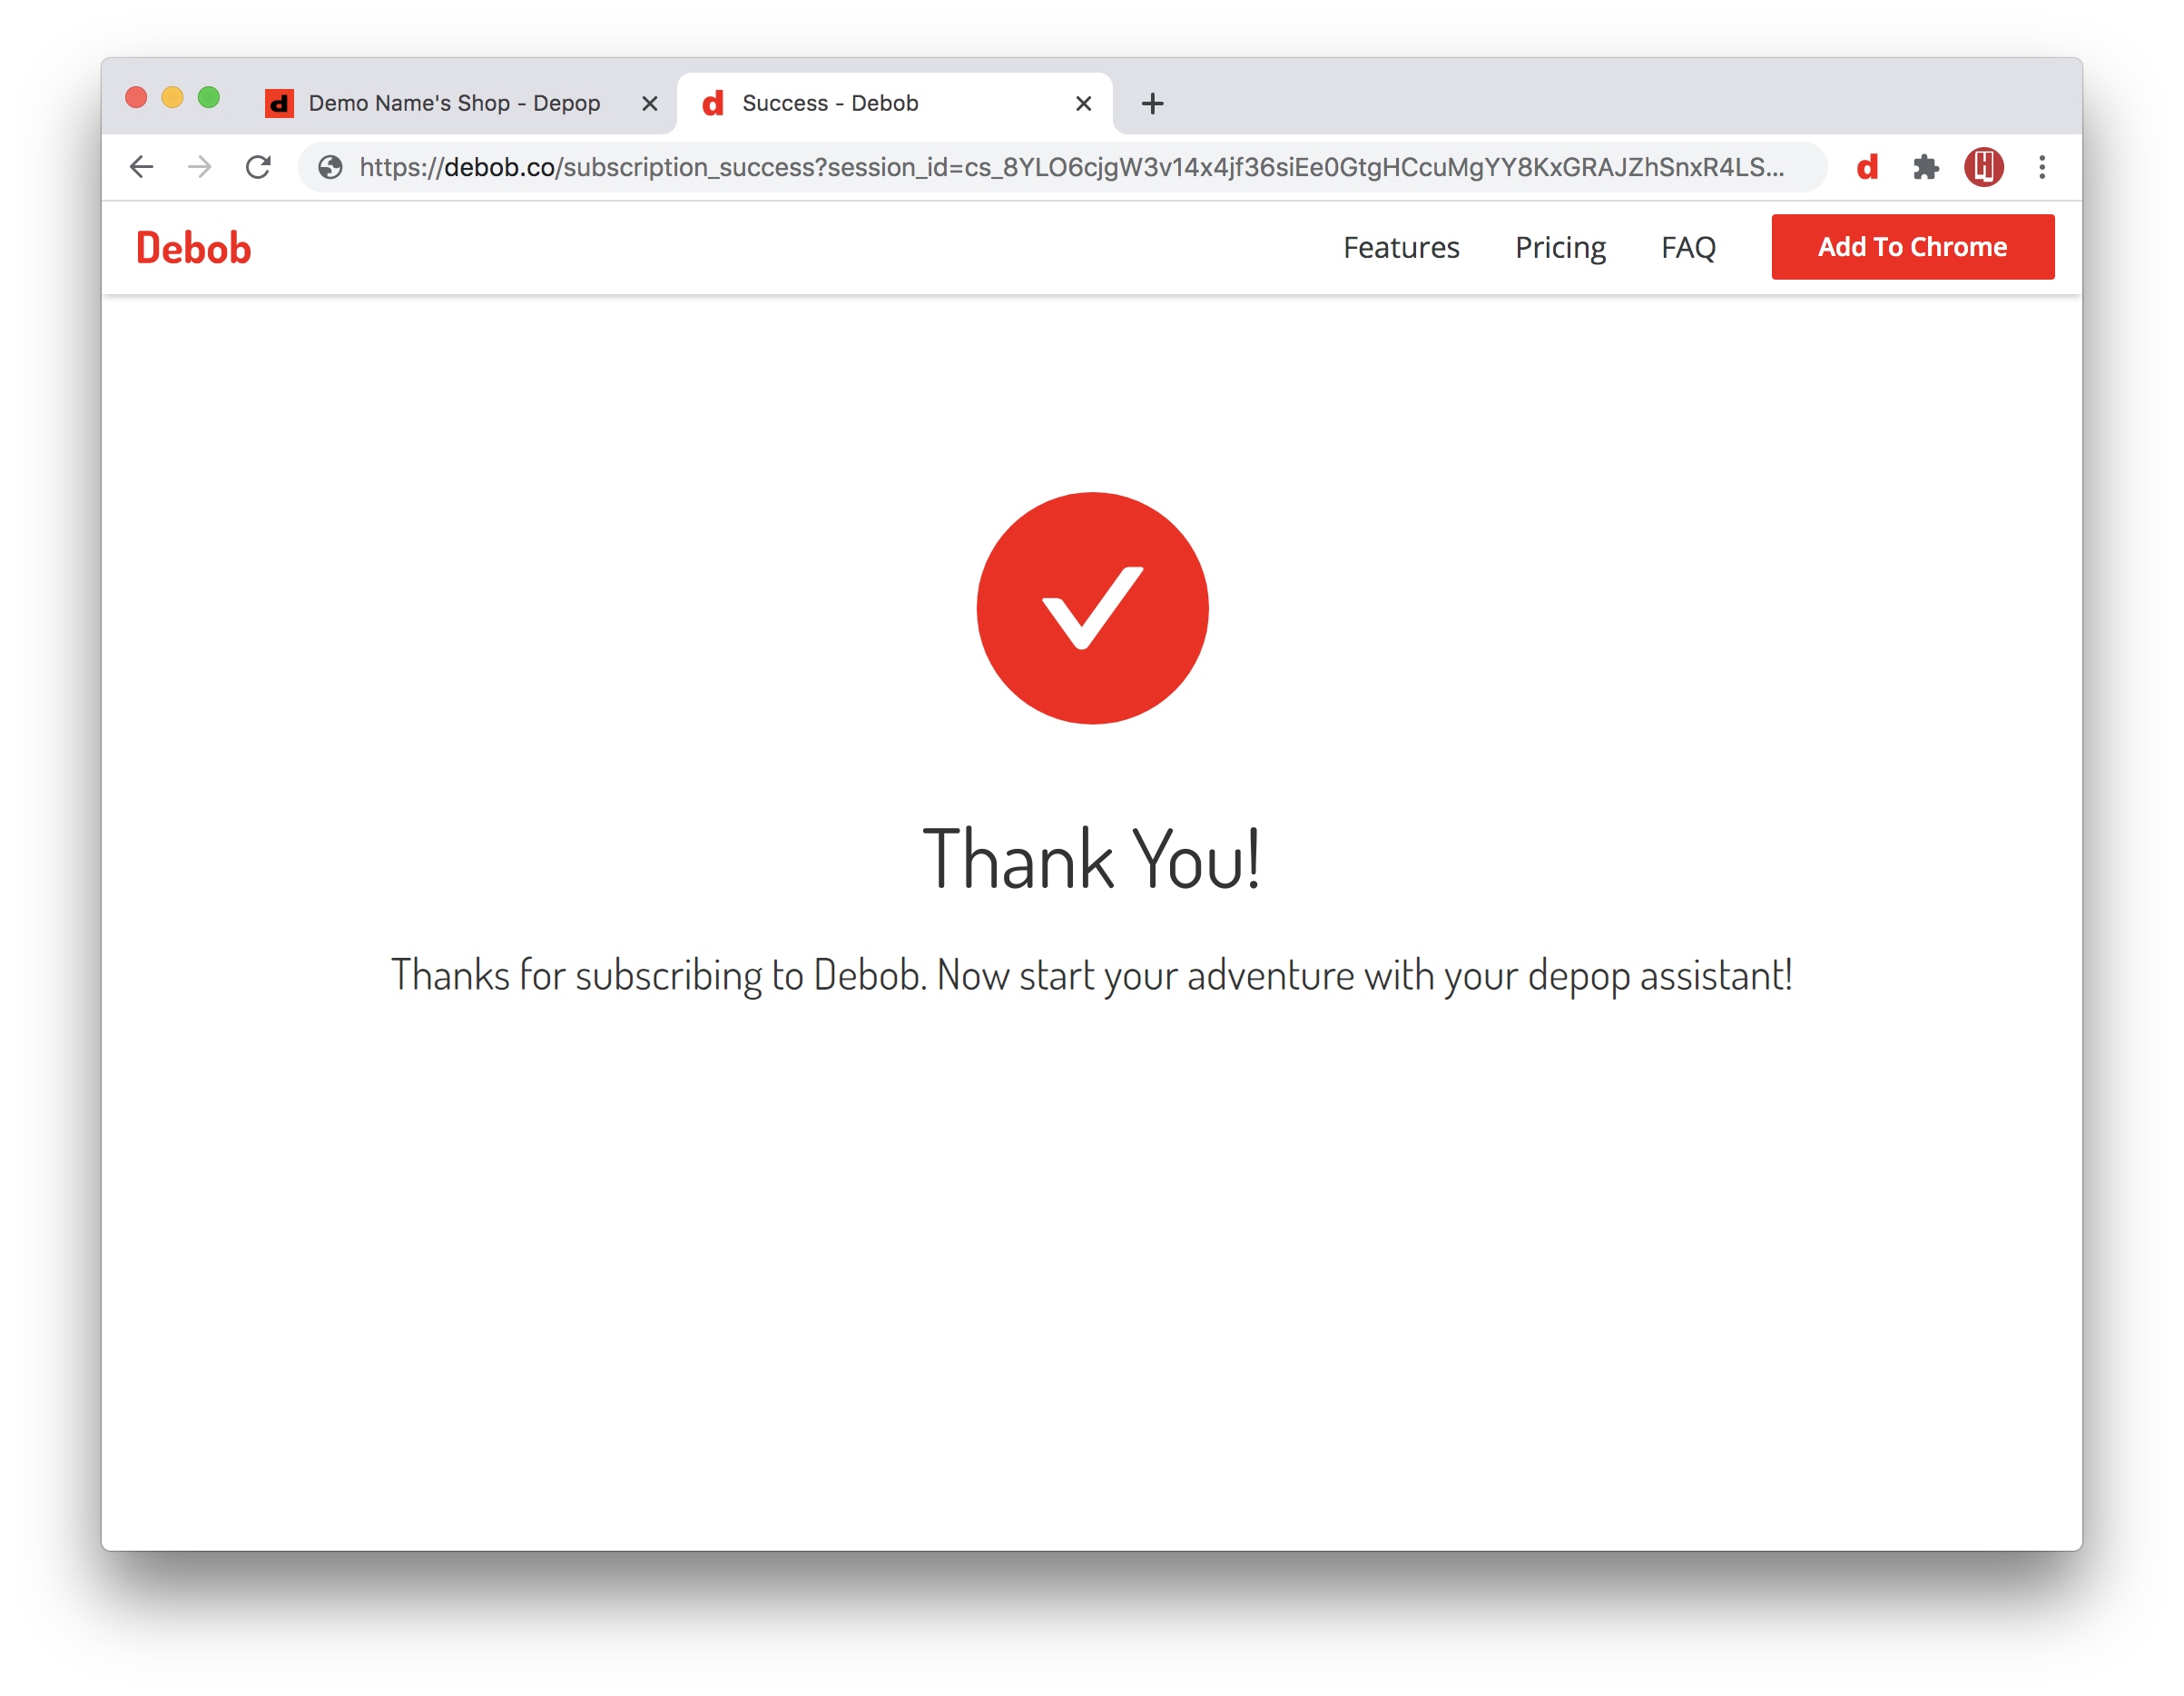 Demo Name's Shop - Depop
Success - Debob
https://debob.co/subscription_success?session_id=cs_8YLO6cjgW3v14x4jf36siEe0GtgHCcuMgYY8KxGRAJZhSnxR4LS...
Debob
Features
Pricing
FAQ
Add To Chrome
Thank You!
Thanks for subscribing to Debob. Now start your adventure with your depop assistant!